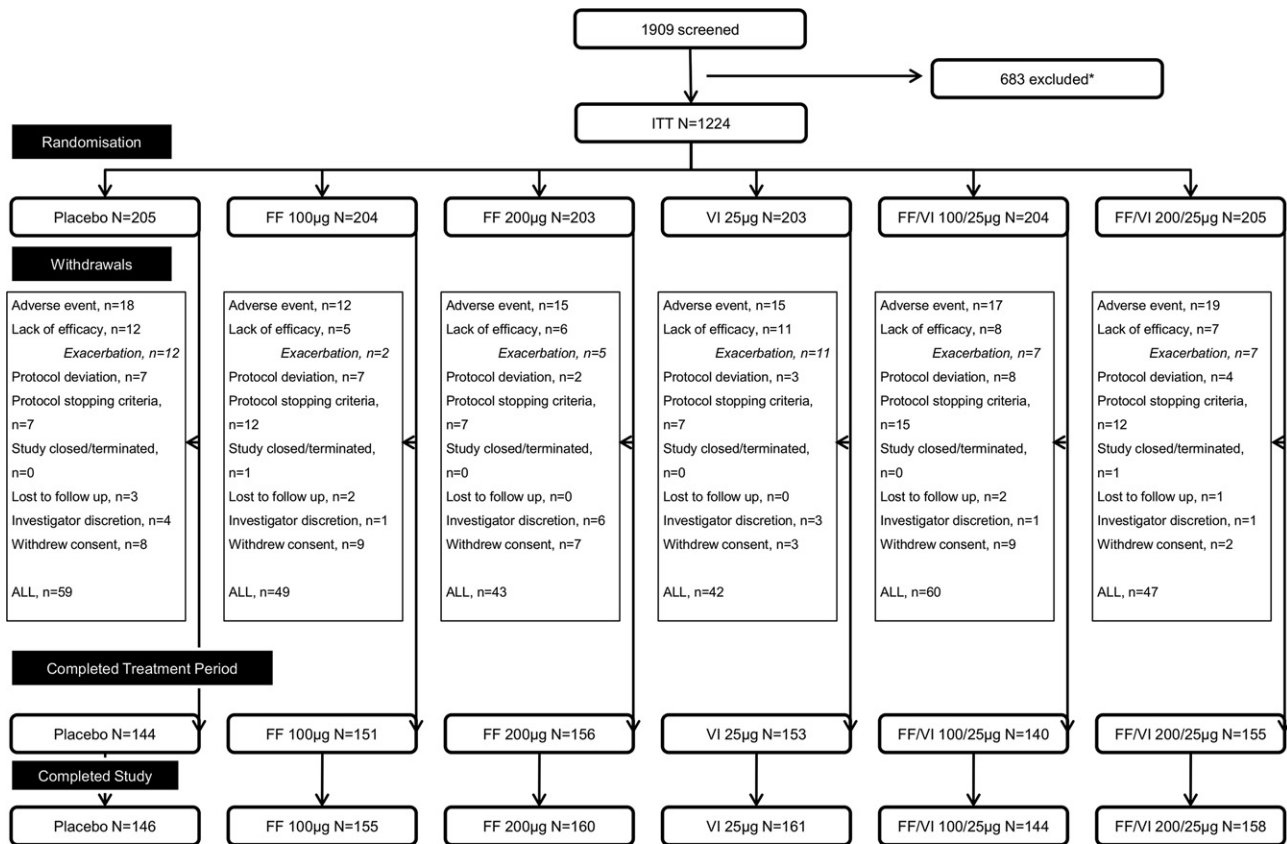 1909 screened
683 excluded*
ITT N=1224
Randomisation
Placebo N=205
FF 100µg N=204
FF 200µg N=203
VI 25µg N=203
FF/VI 100/25µg N=204
FF/VI 200/25µg N=205
Withdrawals
Adverse event, n=18
Lack of efficacy, n=12
Exacerbation, n=12
Protocol deviation, n=7
Protocol stopping criteria,
n=7
Study closed/terminated,
n=0
Lost to follow up, n=3
Investigator discretion, n=4
Withdrew consent, n=8
ALL, n=59
Adverse event, n=12
Lack of efficacy, n=5
Exacerbation, n=2
Protocol deviation, n=7
Protocol stopping criteria,
n=12
Study closed/terminated,
n=1
Lost to follow up, n=2
Investigator discretion, n=1
Withdrew consent, n=9
ALL, n=49
Adverse event, n=15
Lack of efficacy, n=6
Exacerbation, n=5
Protocol deviation, n=2
Protocol stopping criteria,
n=7
Study closed/terminated,
n=0
Lost to follow up, n=0
Investigator discretion, n=6
Withdrew consent, n=7
ALL, n=43
Adverse event, n=15
Lack of efficacy, n=11
Exacerbation, n=11
Protocol deviation, n=3
Protocol stopping criteria,
n=7
Study closed/terminated,
n=0
Lost to follow up, n=0
Investigator discretion, n=3
Withdrew consent, n=3
ALL, n=42
Adverse event, n=17
Lack of efficacy, n=8
Exacerbation, n=7
Protocol deviation, n=8
Protocol stopping criteria,
n=15
Study closed/terminated,
n=0
Lost to follow up, n=2
Investigator discretion, n=1
Withdrew consent, n=9
ALL, n=60
Adverse event, n=19
Lack of efficacy, n=7
Exacerbation, n=7
Protocol deviation, n=4
Protocol stopping criteria,
n=12
Study closed/terminated,
n=1
Lost to follow up, n=1
Investigator discretion, n=1
Withdrew consent, n=2
ALL, n=47
Completed Treatment Period
Placebo N=144
FF 100µg N=151
FF 200µg N=156
VI 25µg N=153
FF/VI 100/25µg N=140
FF/VI 200/25µg N=155
Completed Study
Placebo N=146
FF 100µg N=155
FF 200µg N=160
VI 25µg N=161
FF/VI 100/25µg N=144
FF/VI 200/25µg N=158